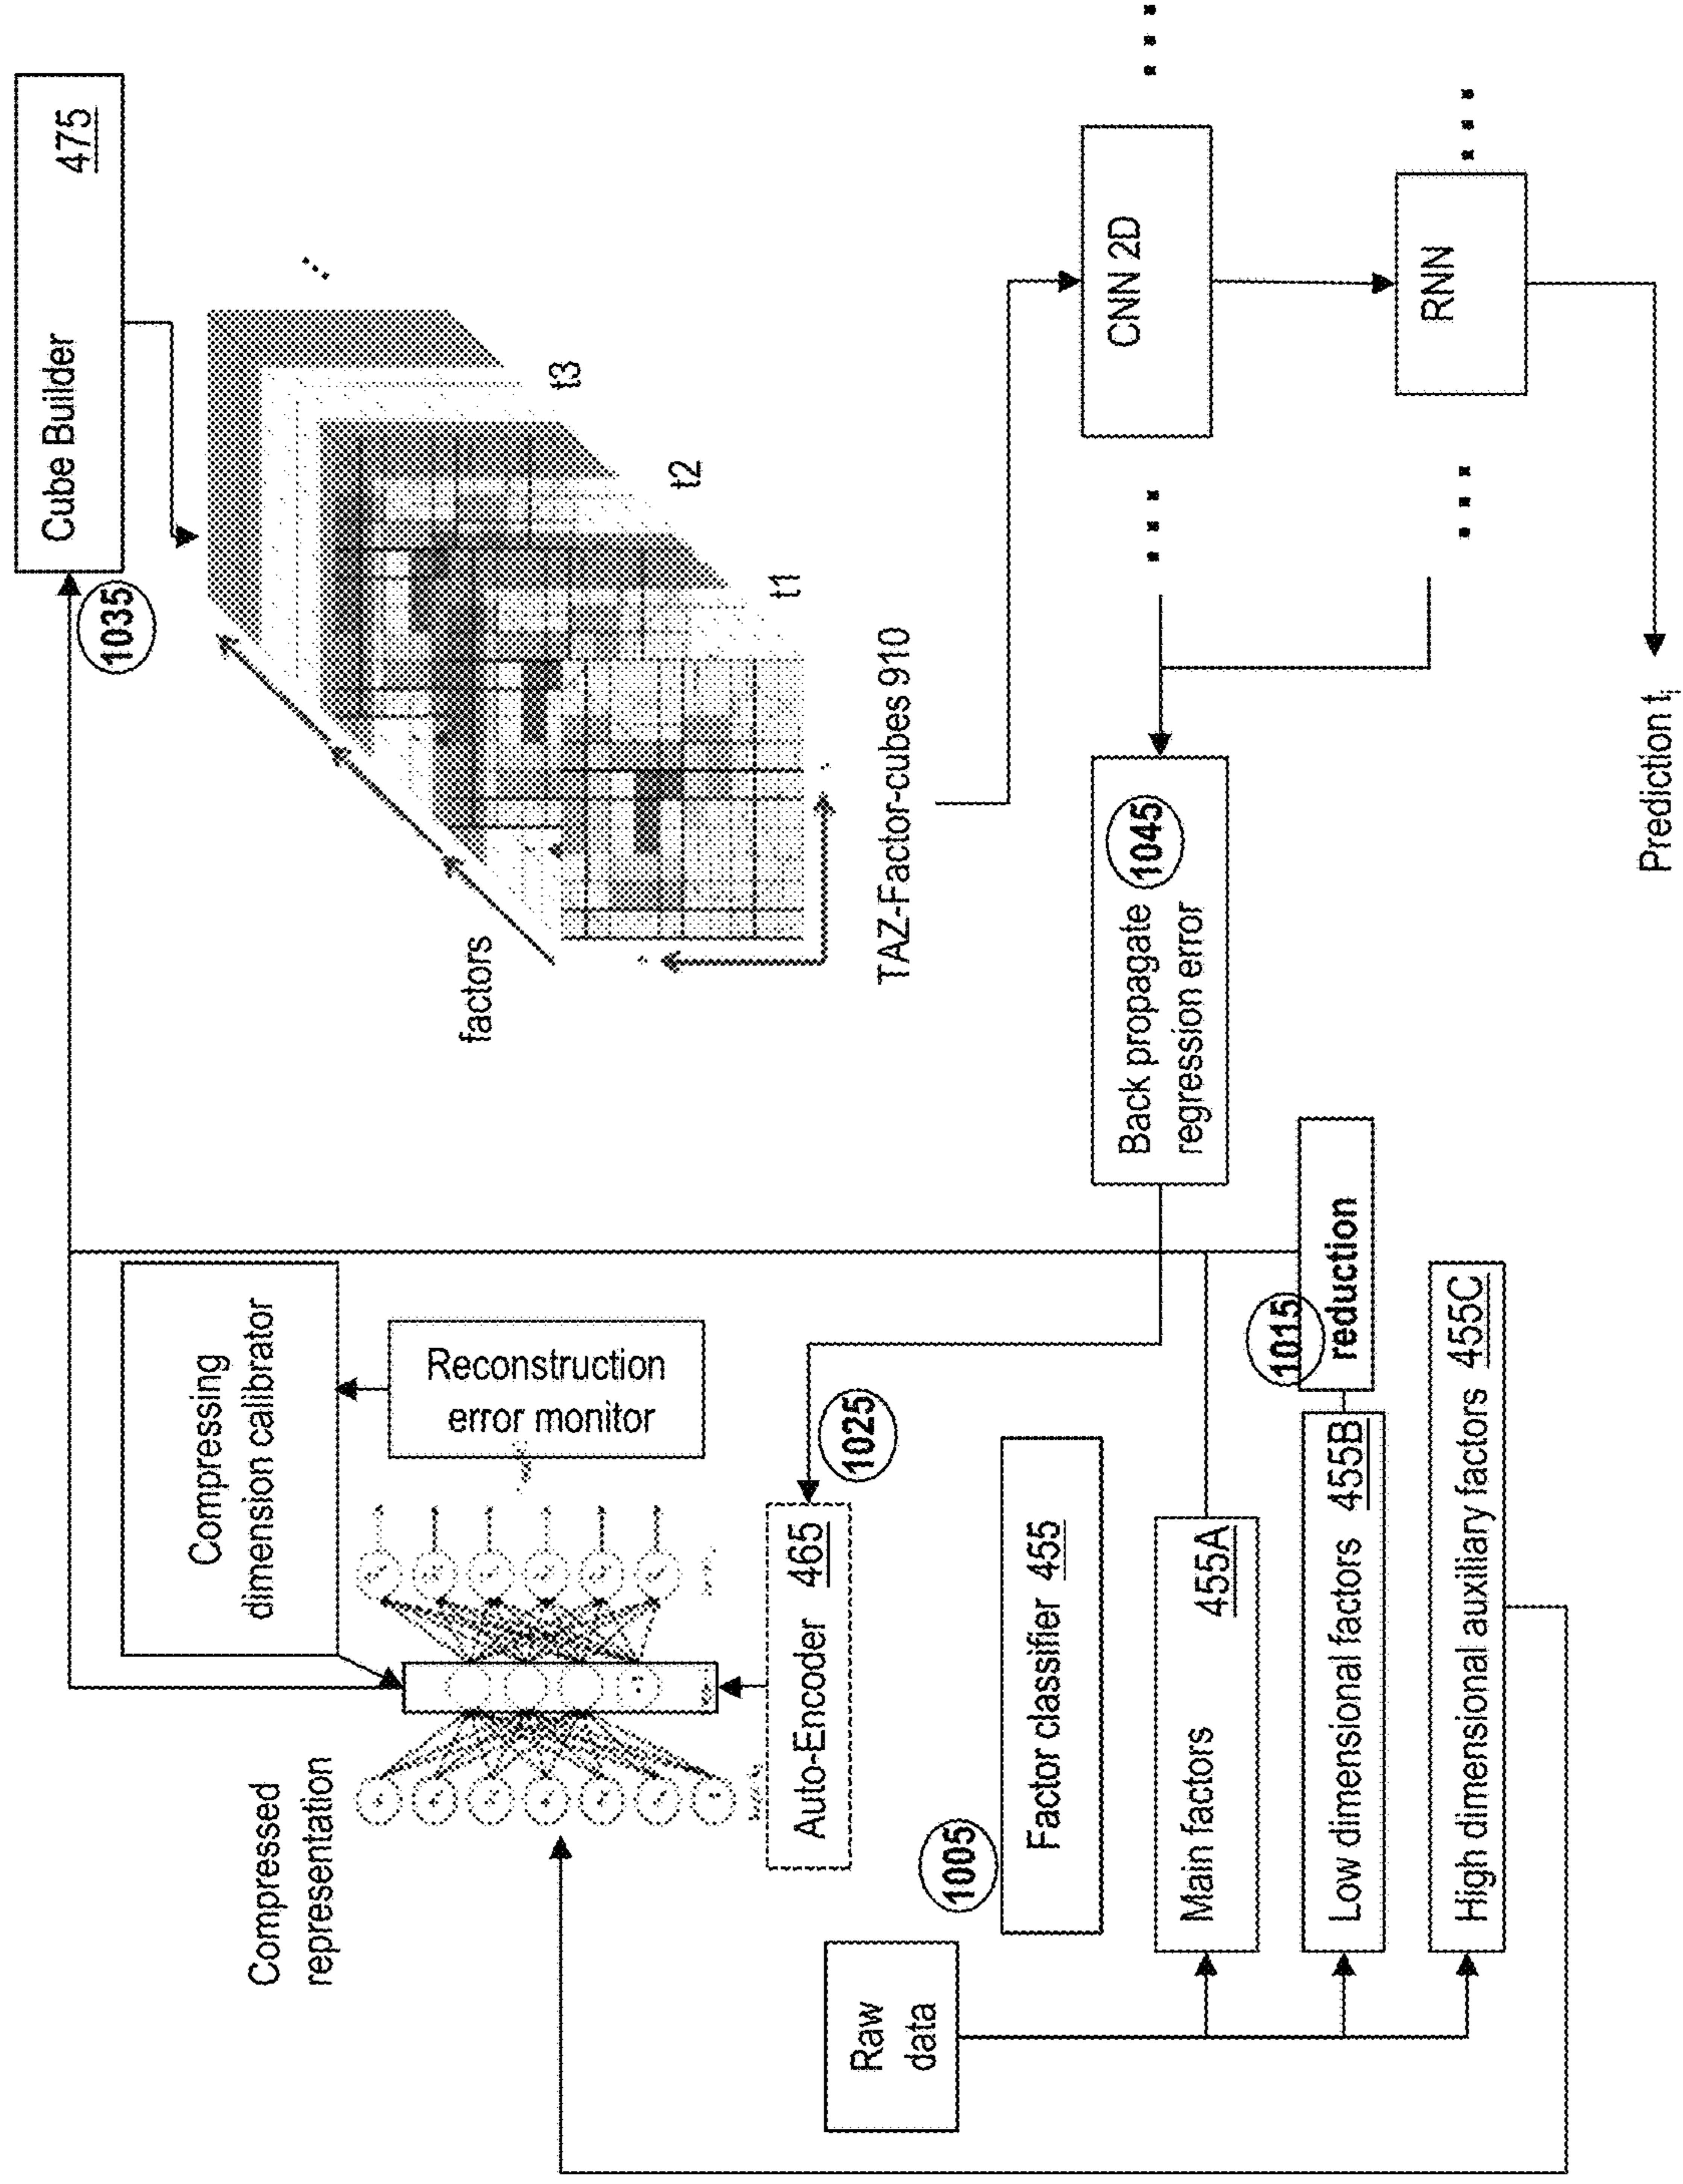 Compressed
representation
Compressing
dimension calibrator
Reconstruction
error monitor
Cube Builder 475
1035
factors
t3
t2
t1
TAZ-Factor-cubes 910
Auto-Encoder 465
1025
Raw
data
1005
Factor classifier 455
Main factors 455A
Low dimensional factors 455B
1015
reduction
High dimensional auxiliary factors 455C
Back propagate
regression error
1045
CNN 2D
RNN
Prediction ti